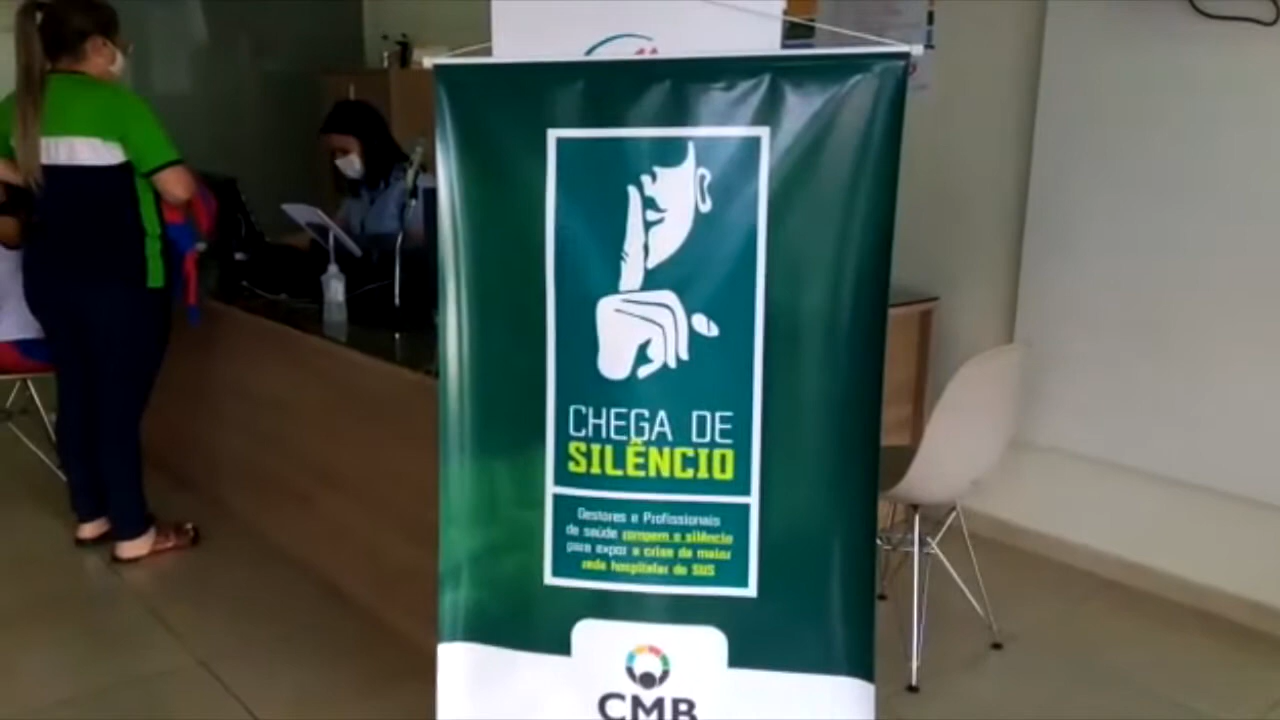 CHEGA DE
SILÊNCIO
Gestores e Profissionais
de saúde rompem o silêncio
para expor a crise da maior
rede hospitalar do SUS
CMB